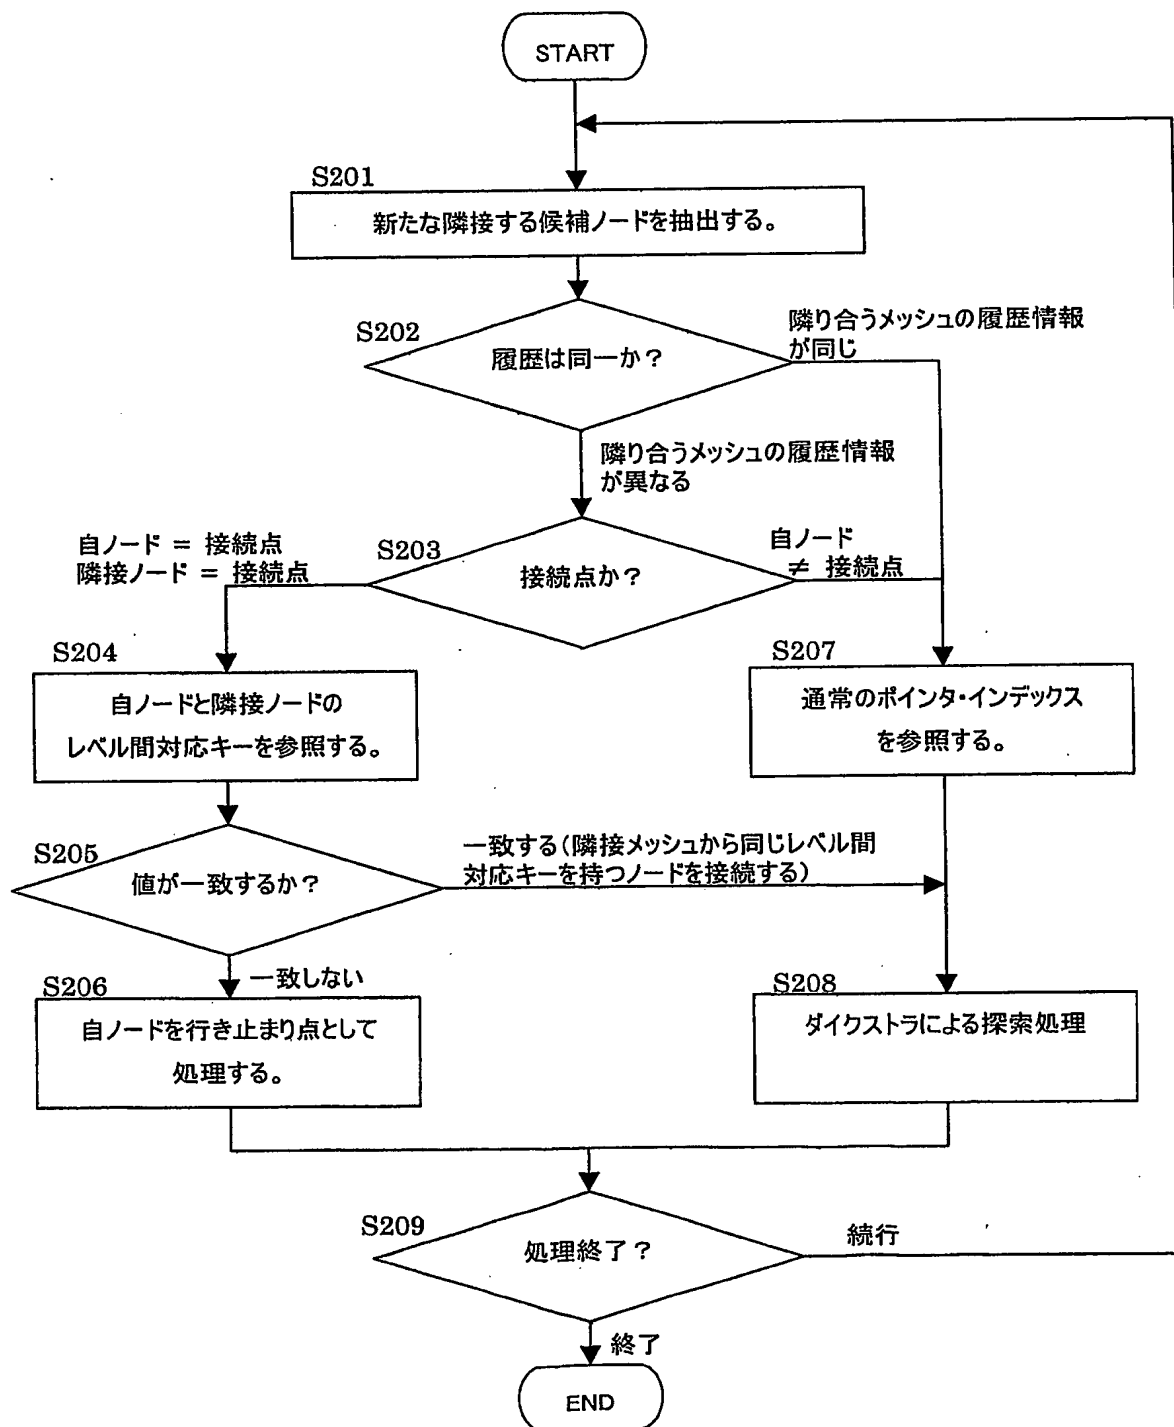 START
S201
新たな隣接する候補ノードを抽出する。
S202
履歴は同一か？
隣り合うメッシュの履歴情報
が同じ
隣り合うメッシュの履歴情報
が異なる
自ノード = 接続点
隣接ノード = 接続点
S203
接続点か？
自ノード
≠ 接続点
S204
自ノードと隣接ノードの
レベル間対応キーを参照する。
S207
通常のポインタ・インデックス
を参照する。
S205
値が一致するか？
一致する（隣接メッシュから同じレベル間
対応キーを持つノードを接続する）
一致しない
S206
自ノードを行き止まり点として
処理する。
S208
ダイクストラによる探索処理
S209
処理終了？
続行
終了
END